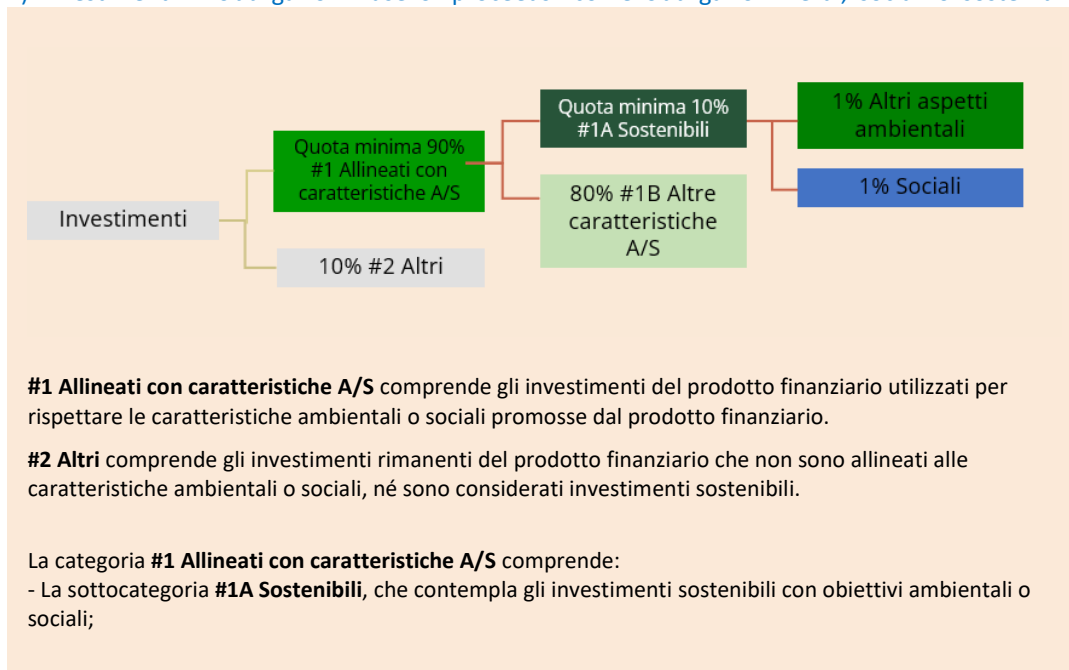 Quota minima 90%
#1 Allineati con
caratteristiche A/S
Quota minima 10%
#1A Sostenibili
1% Altri aspetti
ambientali
1% Sociali
Investimenti
80% #1B Altre
caratteristiche
A/S
10% #2 Altri
#1 Allineati con caratteristiche A/S comprende gli investimenti del prodotto finanziario utilizzati per
rispettare le caratteristiche ambientali o sociali promosse dal prodotto finanziario.
#2 Altri comprende gli investimenti rimanenti del prodotto finanziario che non sono allineati alle
caratteristiche ambientali o sociali, né sono considerati investimenti sostenibili.
La categoria #1 Allineati con caratteristiche A/S comprende:
- La sottocategoria #1A Sostenibili, che contempla gli investimenti sostenibili con obiettivi ambientali o
sociali;